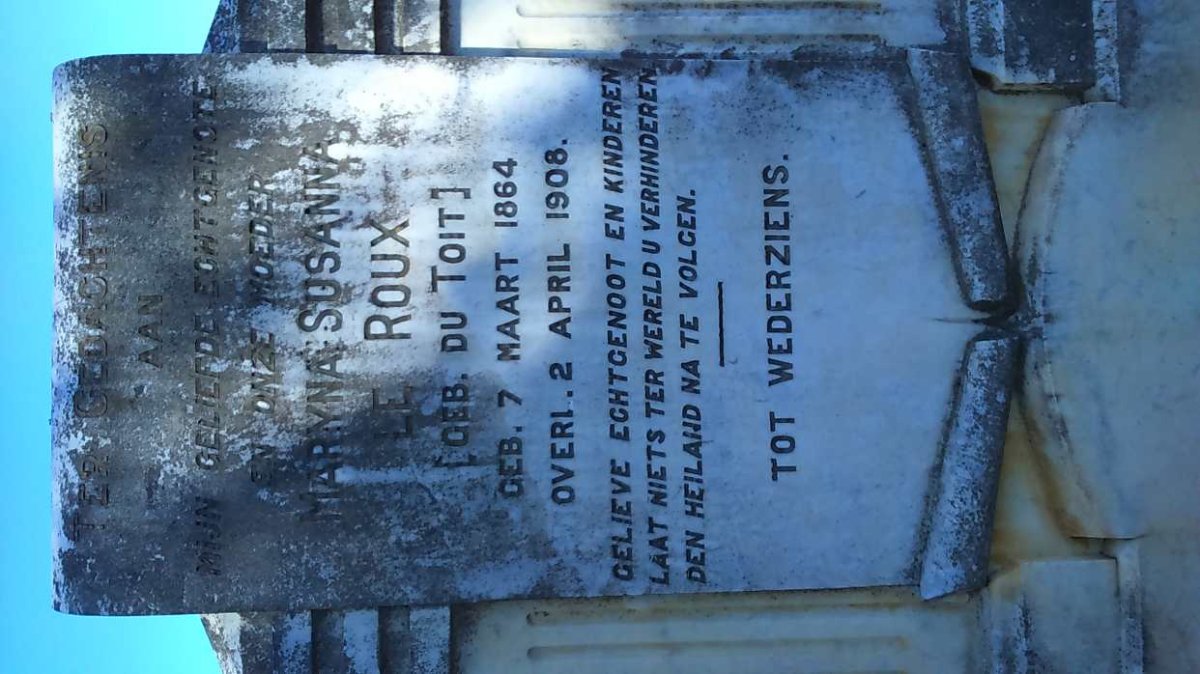 TER GEDACHTENIS
AAN
MIJN GELIEFDE ECHTGENOTE
EN ONZE MOEDER
MARYNA SUSANNA
LE ROUX
[GEB. DU TOIT]
GEB. 7 MAART 1864
OVERL. 2 APRIL 1908.
GELIEVE ECHTGENOOT EN KINDEREN
LAAT NIETS TER WERELD U VERHINDEREN
DEN HEILAND NA TE VOLGEN.
TOT WEDERZIENS.